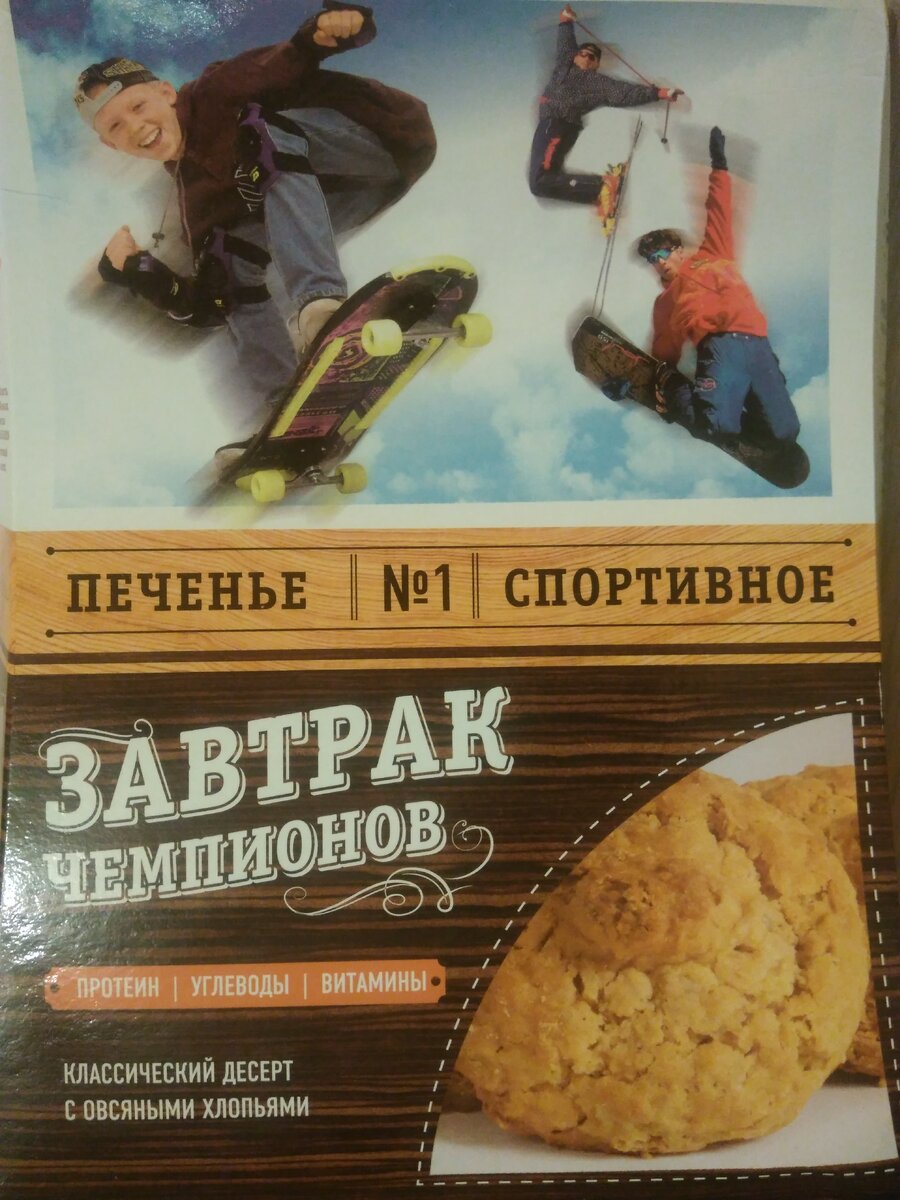 ПЕЧЕНЬЕ №1 СПОРТИВНОЕ
ЗАВТРАК
ЧЕМПИОНОВ
ПРОТЕИН | УГЛЕВОДЫ | ВИТАМИНЫ
КЛАССИЧЕСКИЙ ДЕСЕРТ
С ОВСЯНЫМИ ХЛОПЬЯМИ